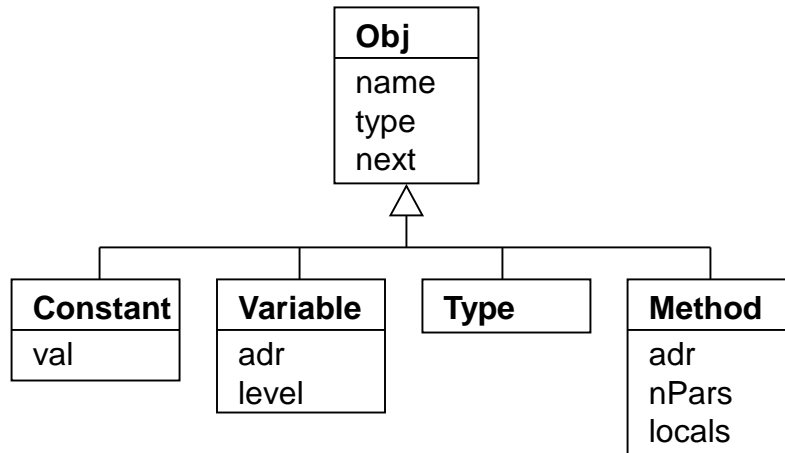 Obj
name
type
next
Constant
val
Variable
adr
level
Type
Method
adr
nPars
locals